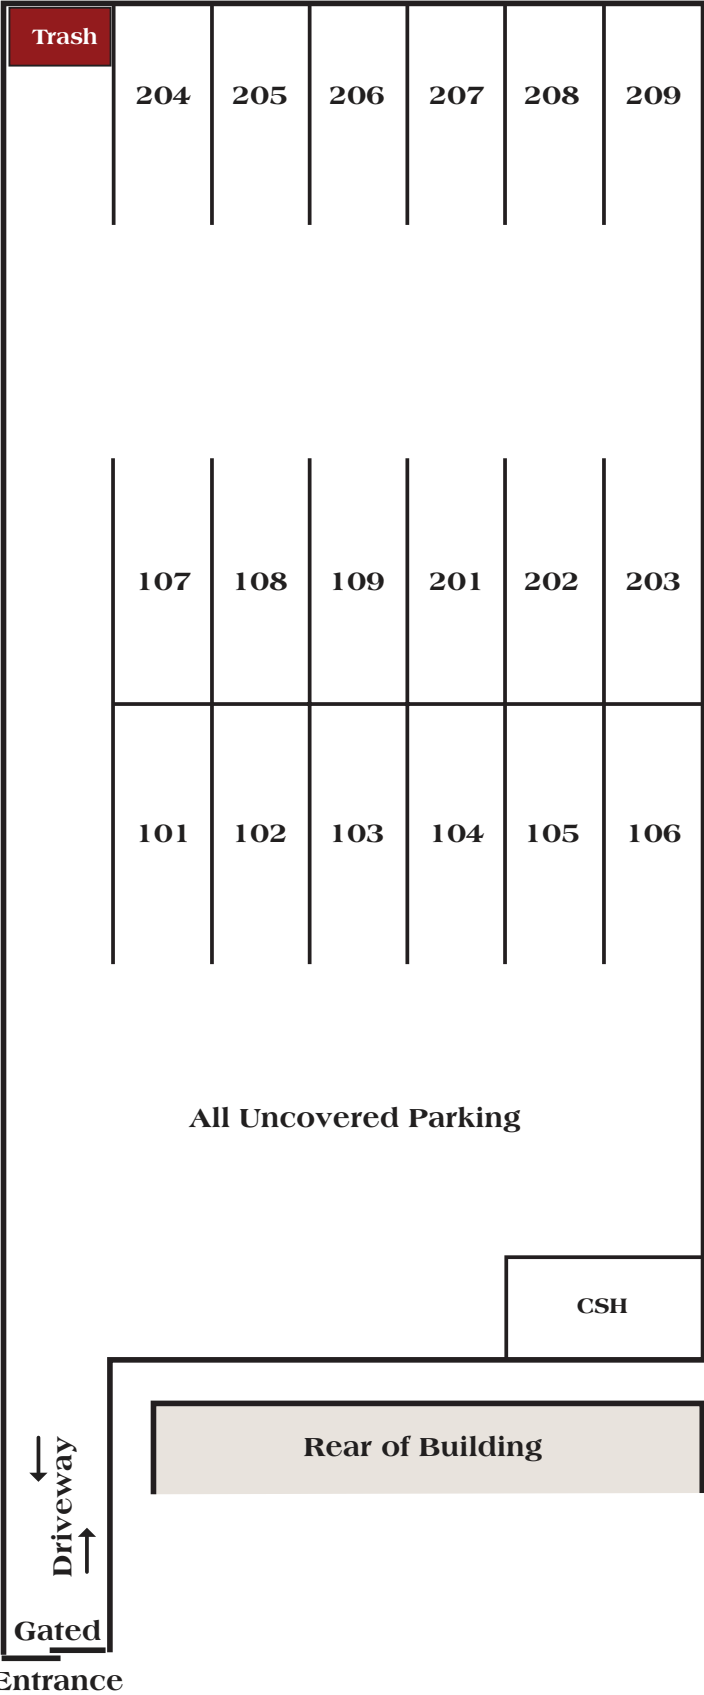 Trash
204 205 206 207 208 209
107 108 109 201 202 203
101 102 103 104 105 106
All Uncovered Parking
CSH
Rear of Building
Driveway
Gated
Entrance